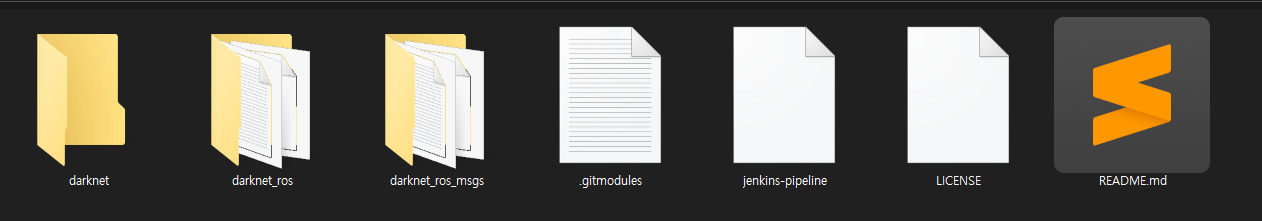 darknet
darknet_ros
darknet_ros_msgs
.gitmodules
jenkins-pipeline
LICENSE
README.md